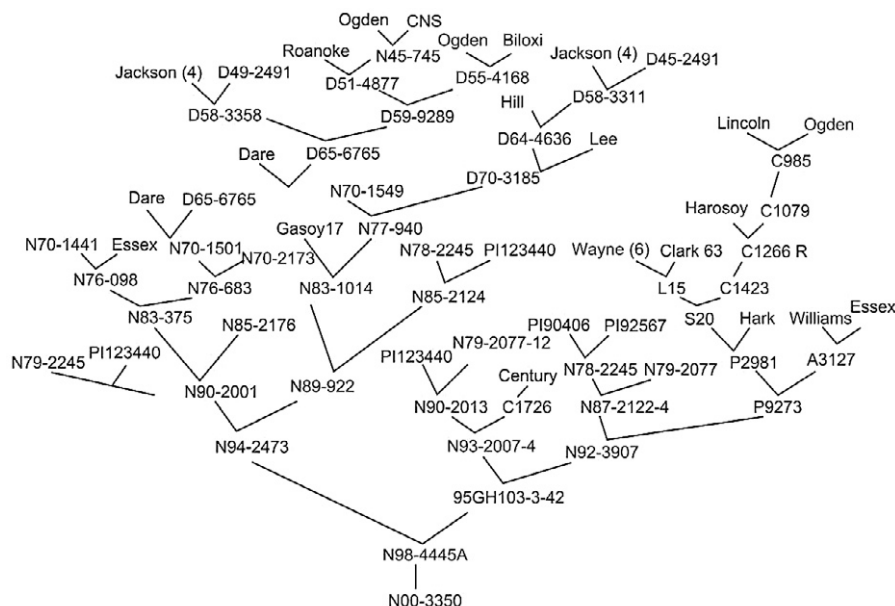 Ogden CNS
Roanoke N45-745 Ogden Biloxi Jackson (4) D45-2491
Jackson (4) D49-2491 D51-4877 D55-4168
Hill D58-3311
D58-3358 D59-9289 Lincoln Ogden
D64-4636 Lee
Dare D65-6765 C985
N70-1549 D70-3185
Dare D65-6765 Harosoy C1079
Gasoy17 N77-940
N70-1441 Essex N70-1501 N70-2173 N78-2245 PI123440 Wayne (6) Clark 63 C1266 R
N76-098 N76-683 N83-1014 N85-2124 L15 C1423
N83-375 N85-2176 S20 Hark Williams Essex
PI90406 PI92567
N79-2245 PI123440 PI123440 N79-2077-12 N78-2245 N79-2077 P2981 A3127
N90-2001 N89-922 Century
N90-2013 C1726 N87-2122-4 P9273
N94-2473 N93-2007-4 N92-3907
95GH103-3-42
N98-4445A
N00-3350